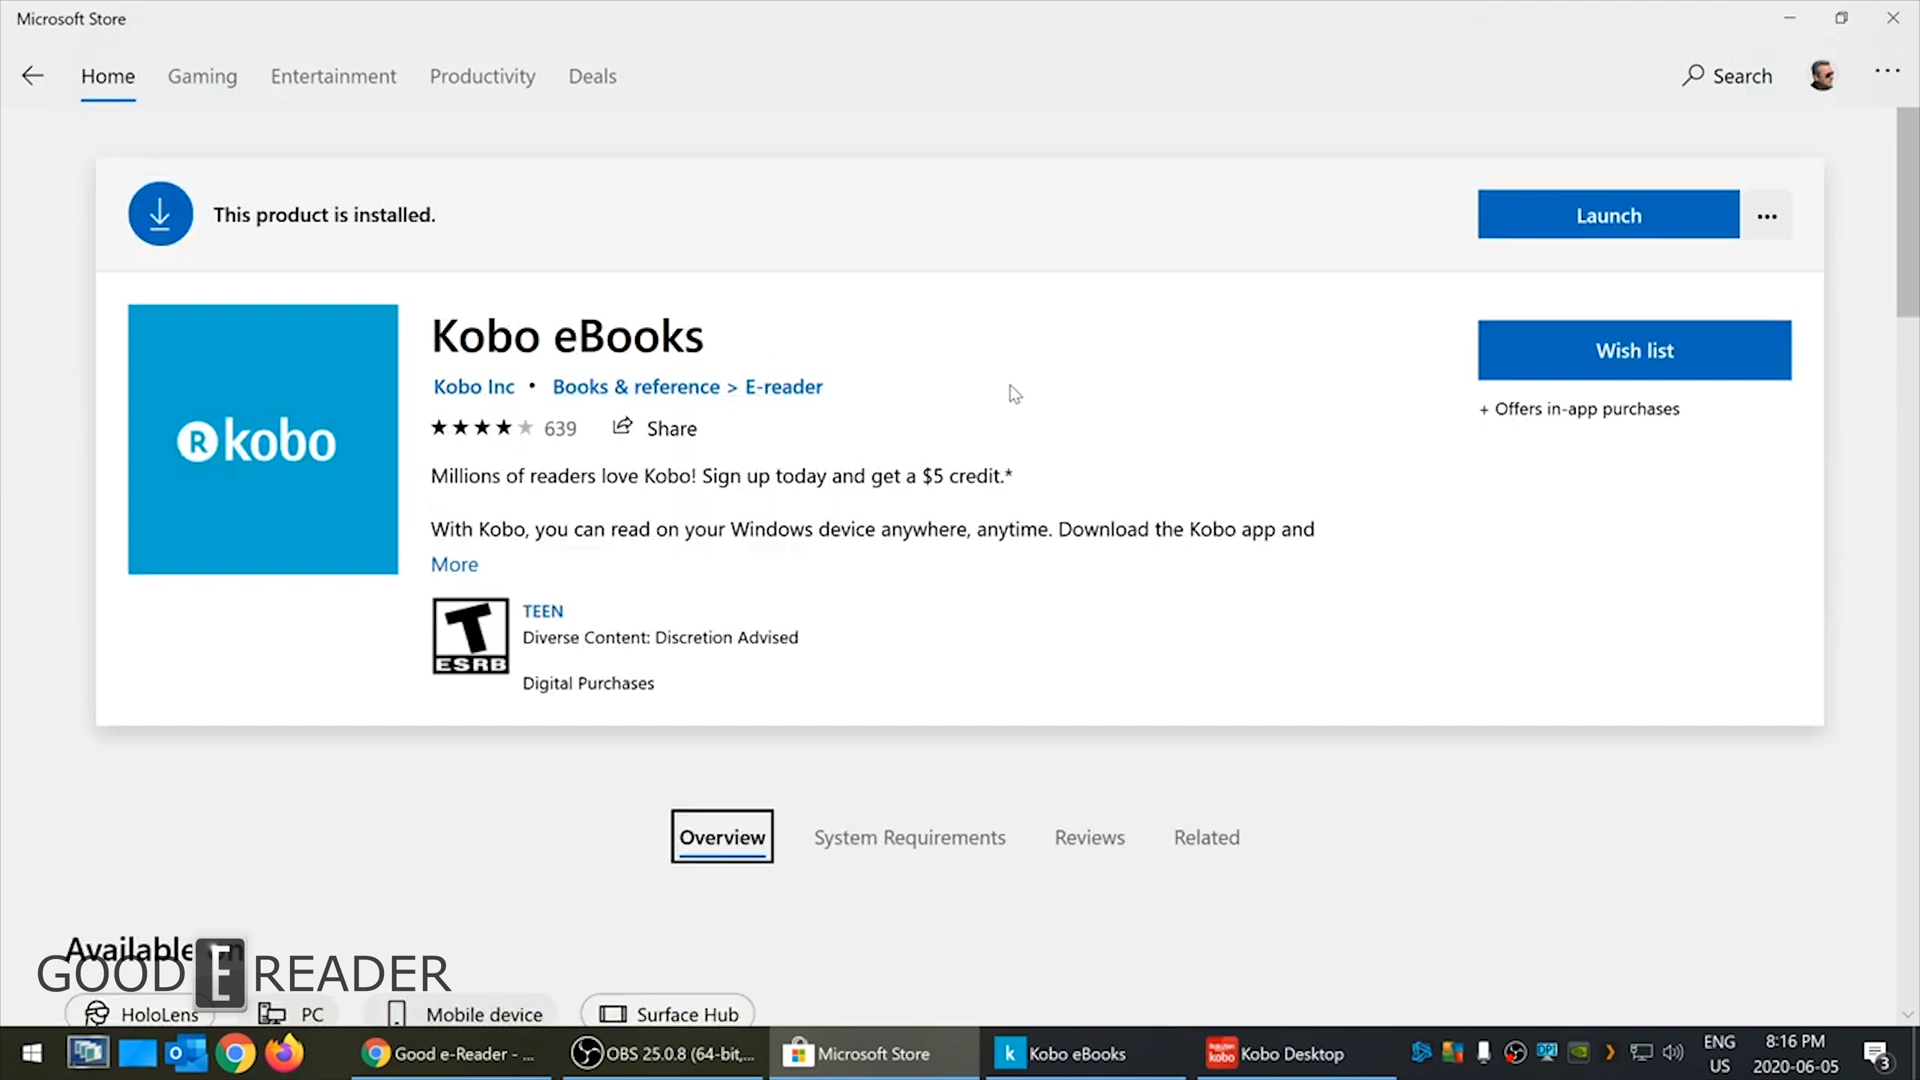 Microsoft Store
Home Gaming Entertainment Productivity Deals Search
This product is installed.
Launch
R kobo
Kobo eBooks
Wish list
Kobo Inc • Books & reference > E-reader
+ Offers in-app purchases
639 Share
Millions of readers love Kobo! Sign up today and get a $5 credit.*
With Kobo, you can read on your Windows device anywhere, anytime. Download the Kobo app and
More
T
ESRB
TEEN
Diverse Content: Discretion Advised
Digital Purchases
Overview System Requirements Reviews Related
Available on
GOOD E READER
HoloLens PC Mobile device Surface Hub
Good e-Reader - ... OBS 25.0.8 (64-bit,... Microsoft Store k Kobo eBooks Rakuten kobo Kobo Desktop
ENG
US
8:16 PM
2020-06-05
3